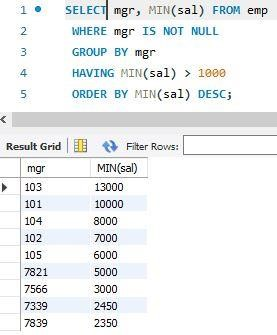 1 SELECT mgr, MIN(sal) FROM emp
2 WHERE mgr IS NOT NULL
3 GROUP BY mgr
4 HAVING MIN(sal) > 1000
5 ORDER BY MIN(sal) DESC;
Result Grid Filter Rows:
mgr MIN(sal)
103 13000
101 10000
104 8000
102 7000
105 6000
7821 5000
7566 3000
7339 2450
7839 2350